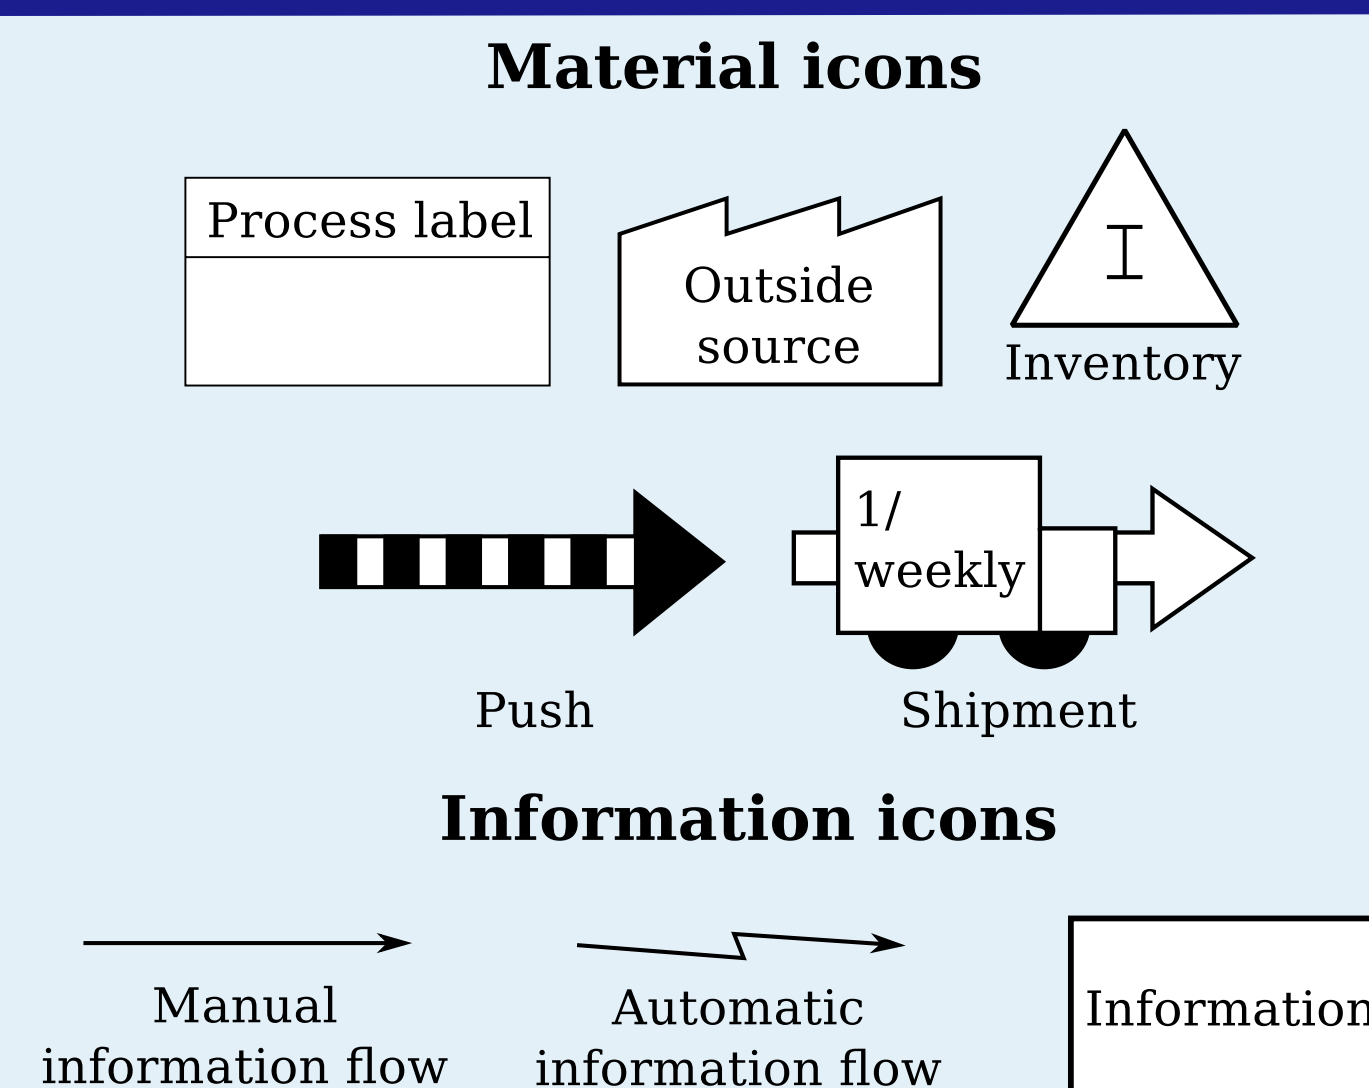 Material icons
Process label
Outside
source
I
Inventory
1/
weekly
Push
Shipment
Information icons
Manual
information flow
Automatic
information flow
Information